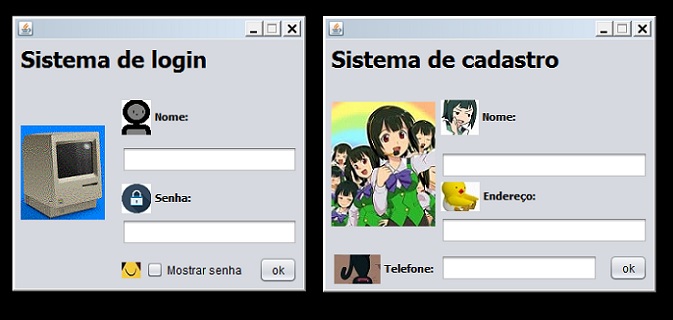 Sistema de login
Nome:
Senha:
Mostrar senha
ok
Sistema de cadastro
Nome:
Endereço:
Telefone:
ok